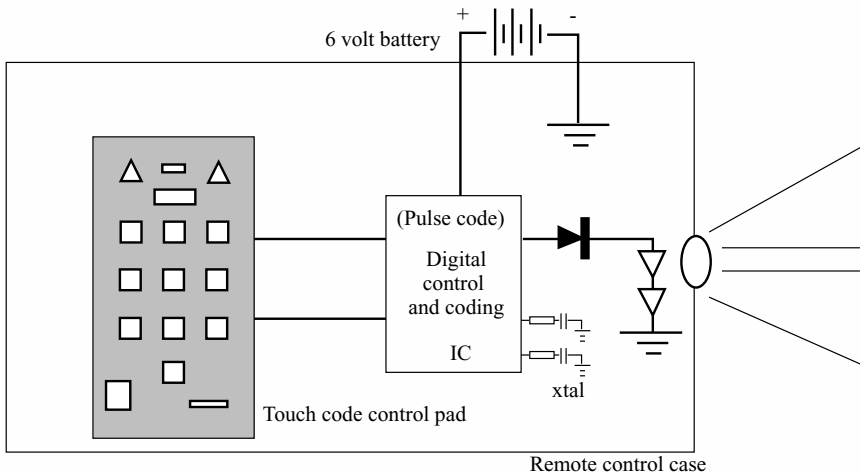 + -
6 volt battery
(Pulse code)
Digital
control
and coding
IC
xtal
Touch code control pad
Remote control case